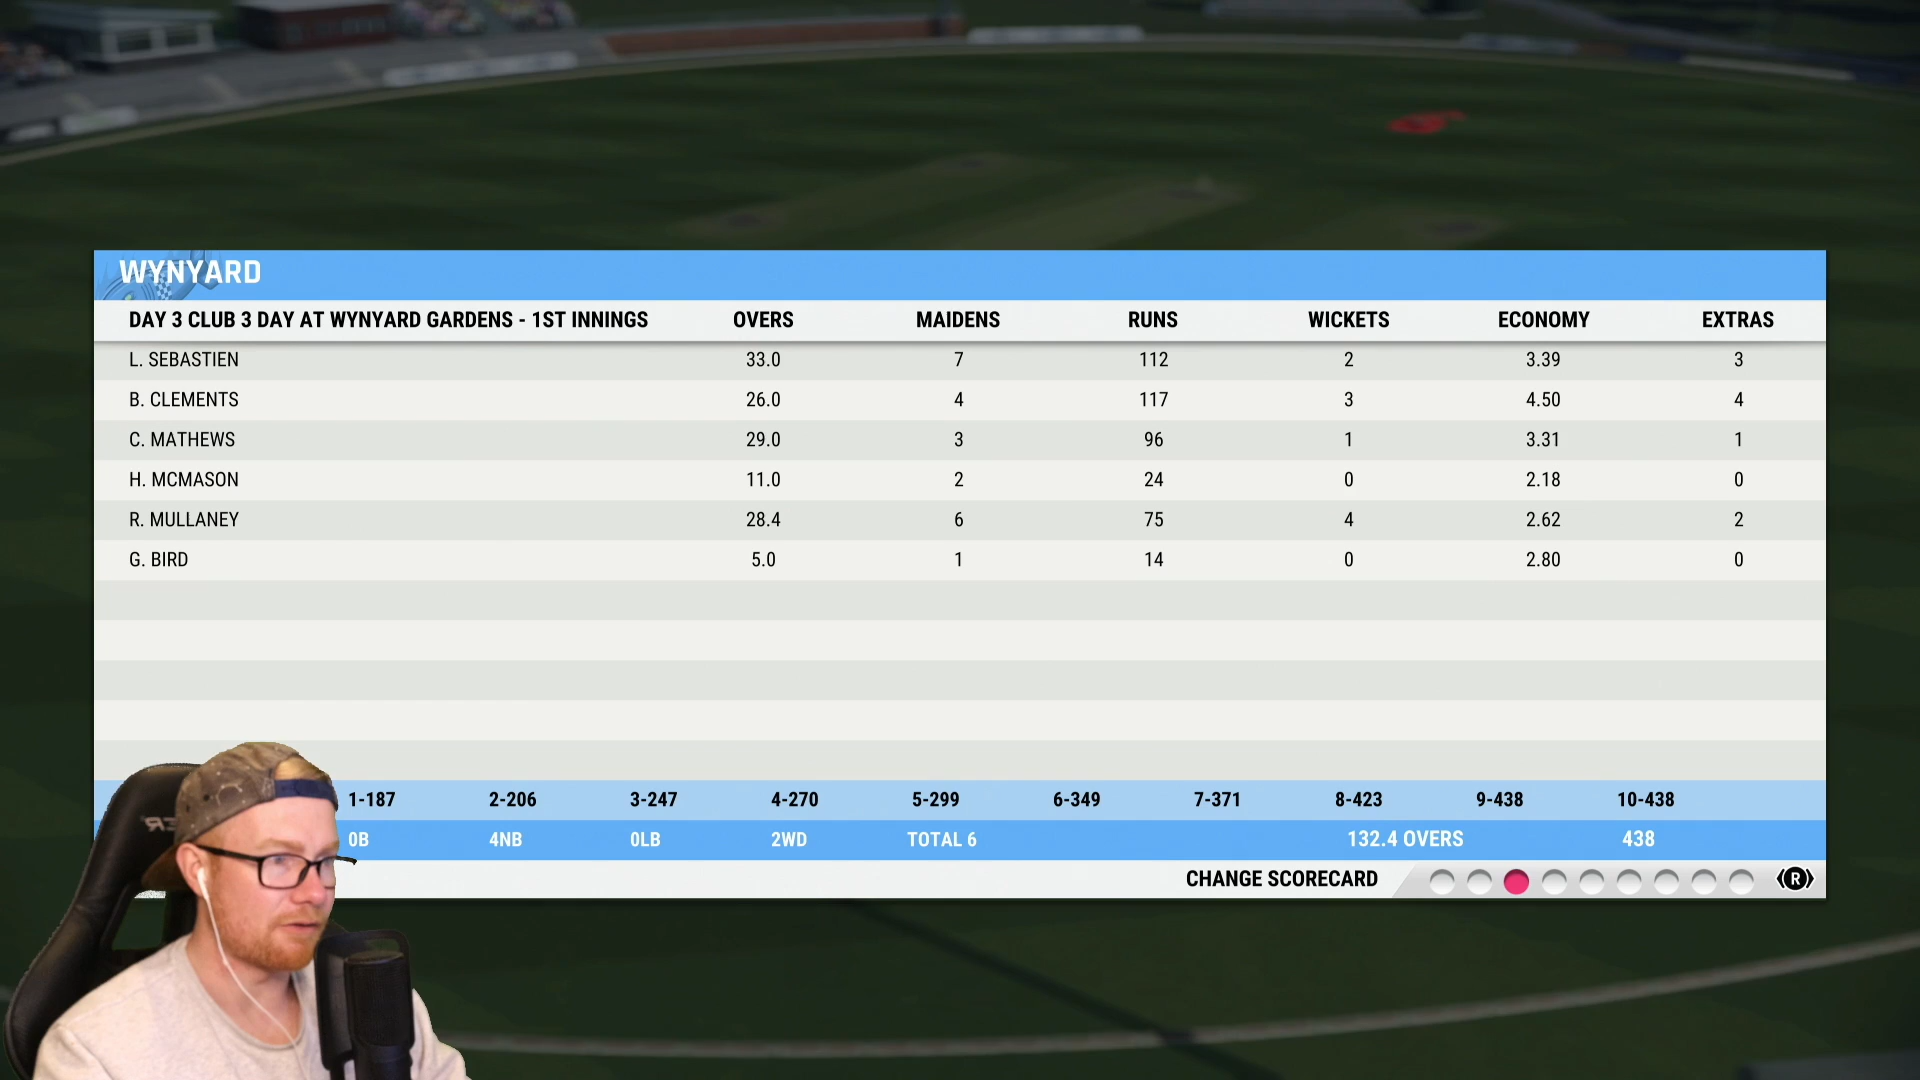 WYNYARD
DAY 3 CLUB 3 DAY AT WYNYARD GARDENS - 1ST INNINGS OVERS MAIDENS RUNS WICKETS ECONOMY EXTRAS
L. SEBASTIEN 33.0 7 112 2 3.39 3
B. CLEMENTS 26.0 4 117 3 4.50 4
C. MATHEWS 29.0 3 96 1 3.31 1
H. MCMASON 11.0 2 24 0 2.18 0
R. MULLANEY 28.4 6 75 4 2.62 2
G. BIRD 5.0 1 14 0 2.80 0
1-187 2-206 3-247 4-270 5-299 6-349 7-371 8-423 9-438 10-438
0B 4NB 0LB 2WD TOTAL 6 132.4 OVERS 438
CHANGE SCORECARD R